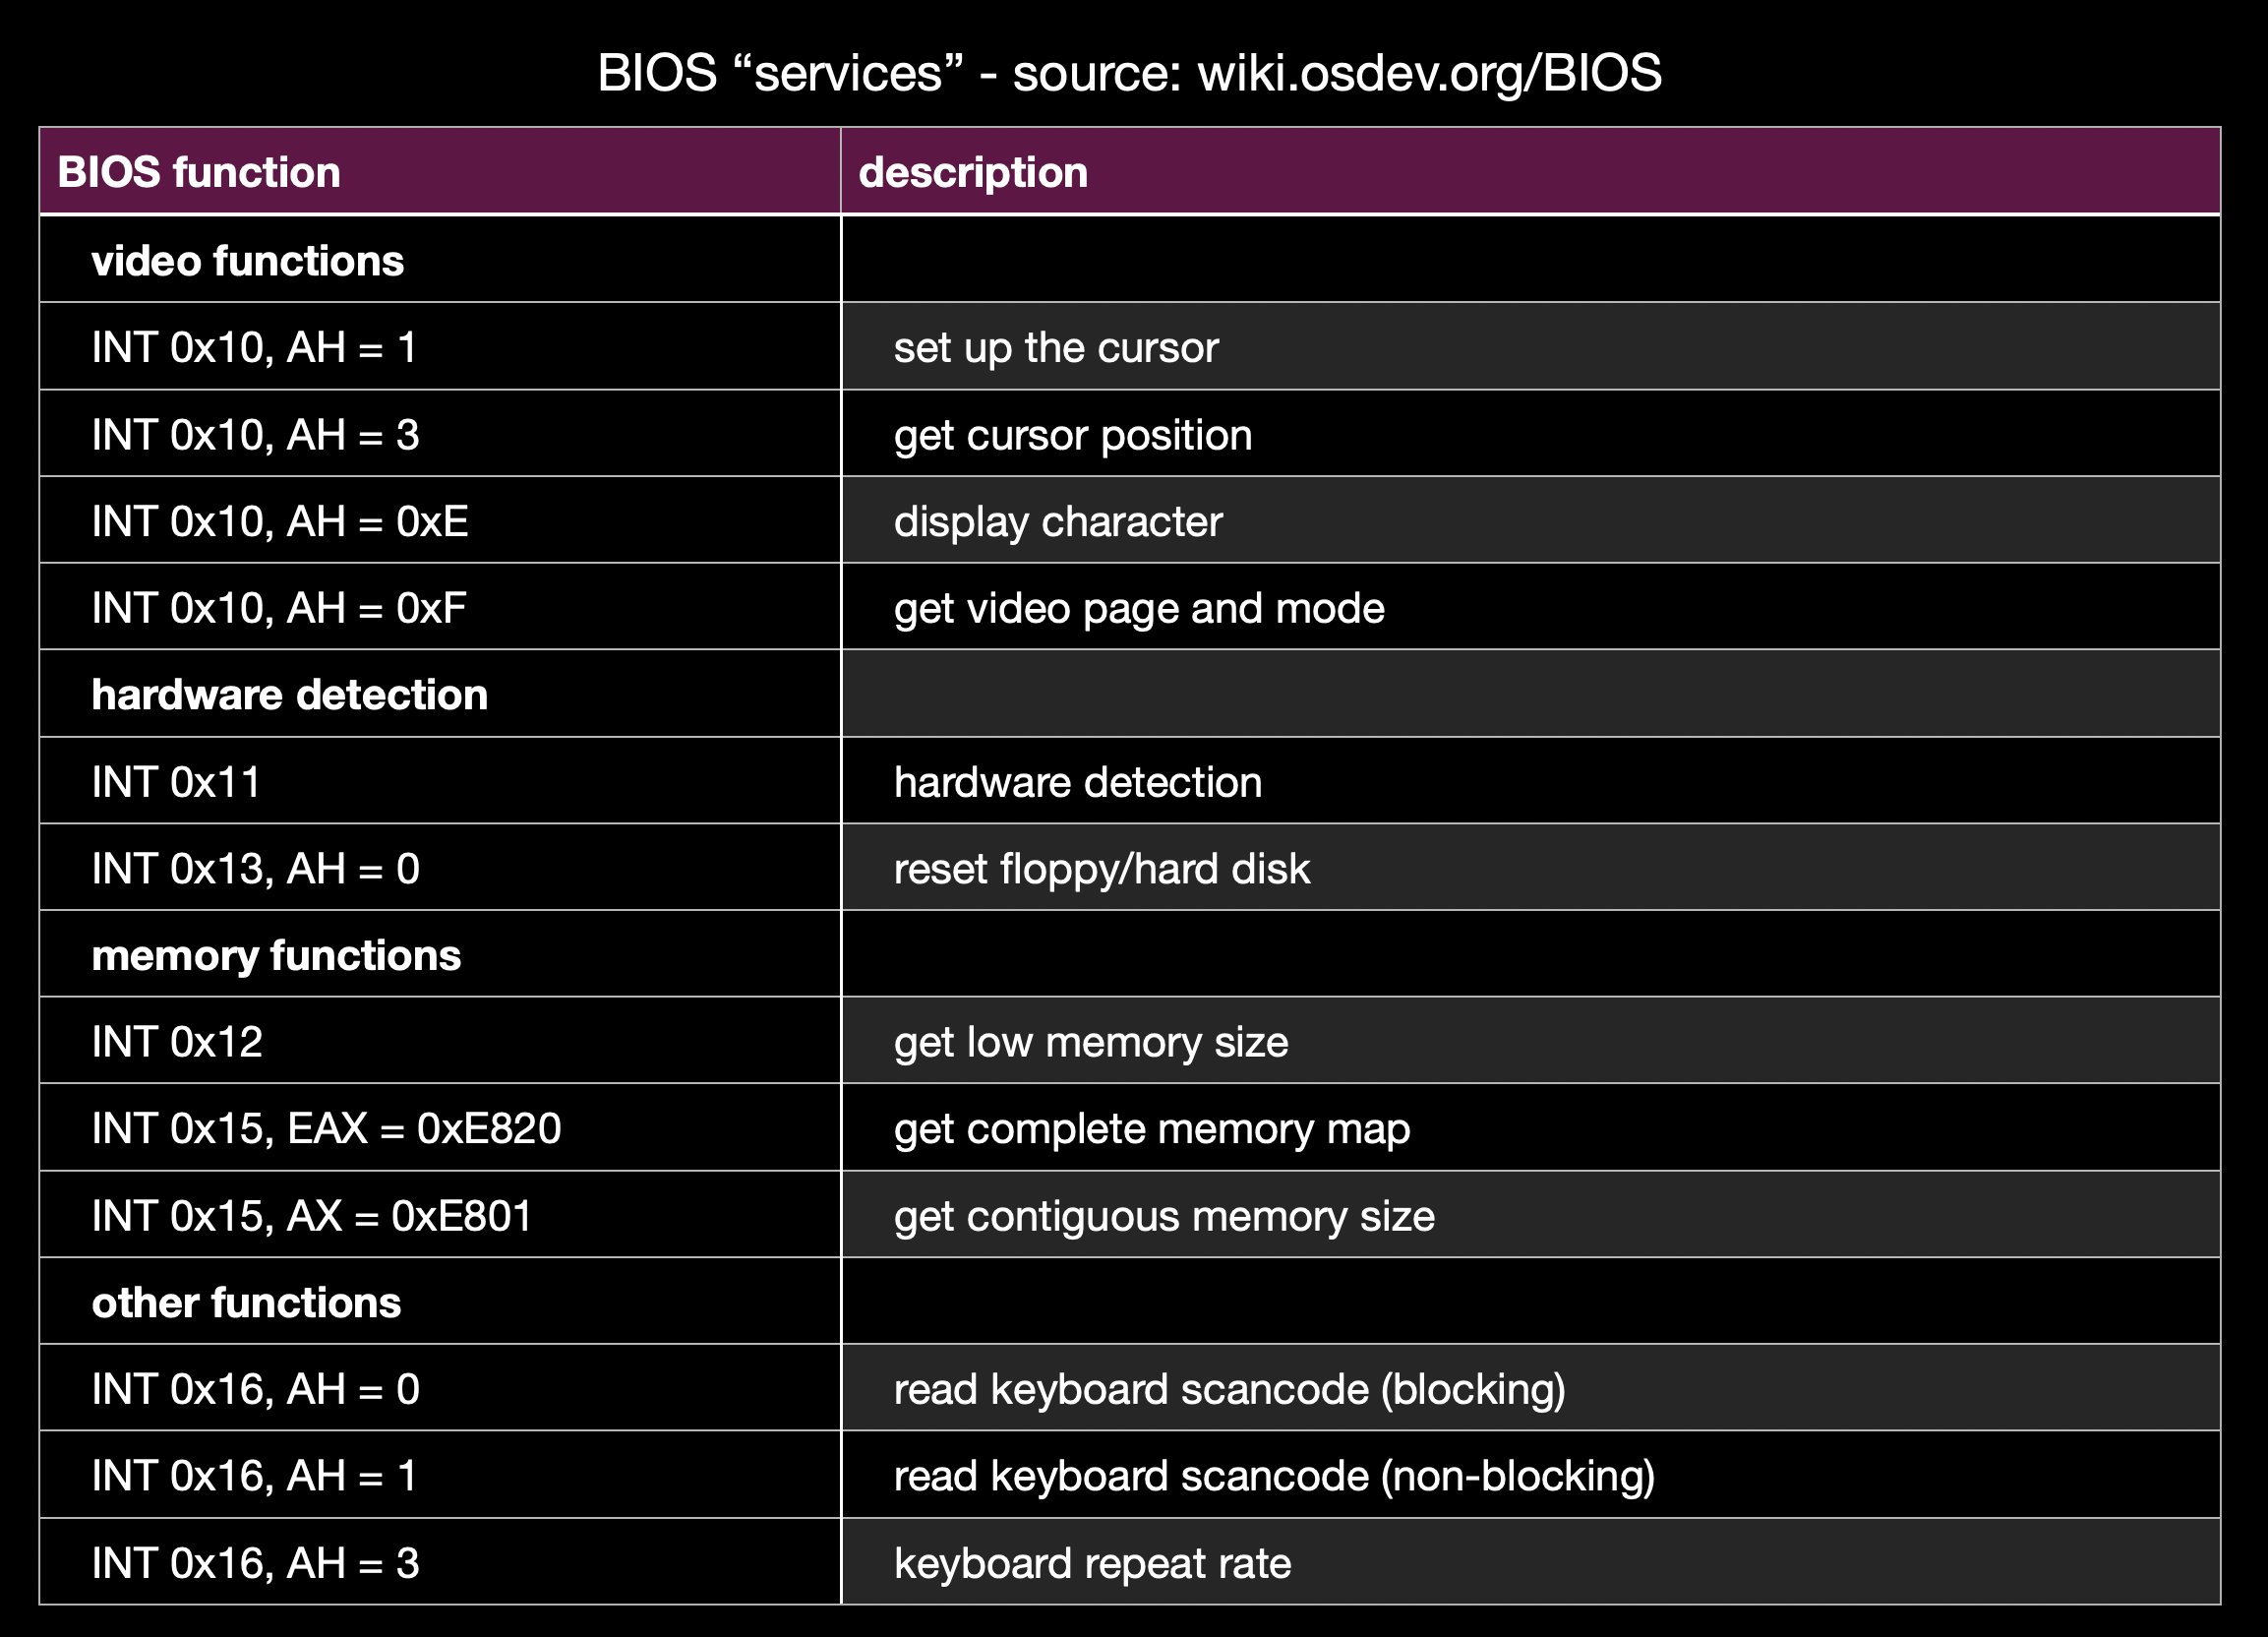 BIOS “services” - source: wiki.osdev.org/BIOS
BIOS function description
video functions
INT 0x10, AH = 1 set up the cursor
INT 0x10, AH = 3 get cursor position
INT 0x10, AH = 0xE display character
INT 0x10, AH = 0xF get video page and mode
hardware detection
INT 0x11 hardware detection
INT 0x13, AH = 0 reset floppy/hard disk
memory functions
INT 0x12 get low memory size
INT 0x15, EAX = 0xE820 get complete memory map
INT 0x15, AX = 0xE801 get contiguous memory size
other functions
INT 0x16, AH = 0 read keyboard scancode (blocking)
INT 0x16, AH = 1 read keyboard scancode (non-blocking)
INT 0x16, AH = 3 keyboard repeat rate